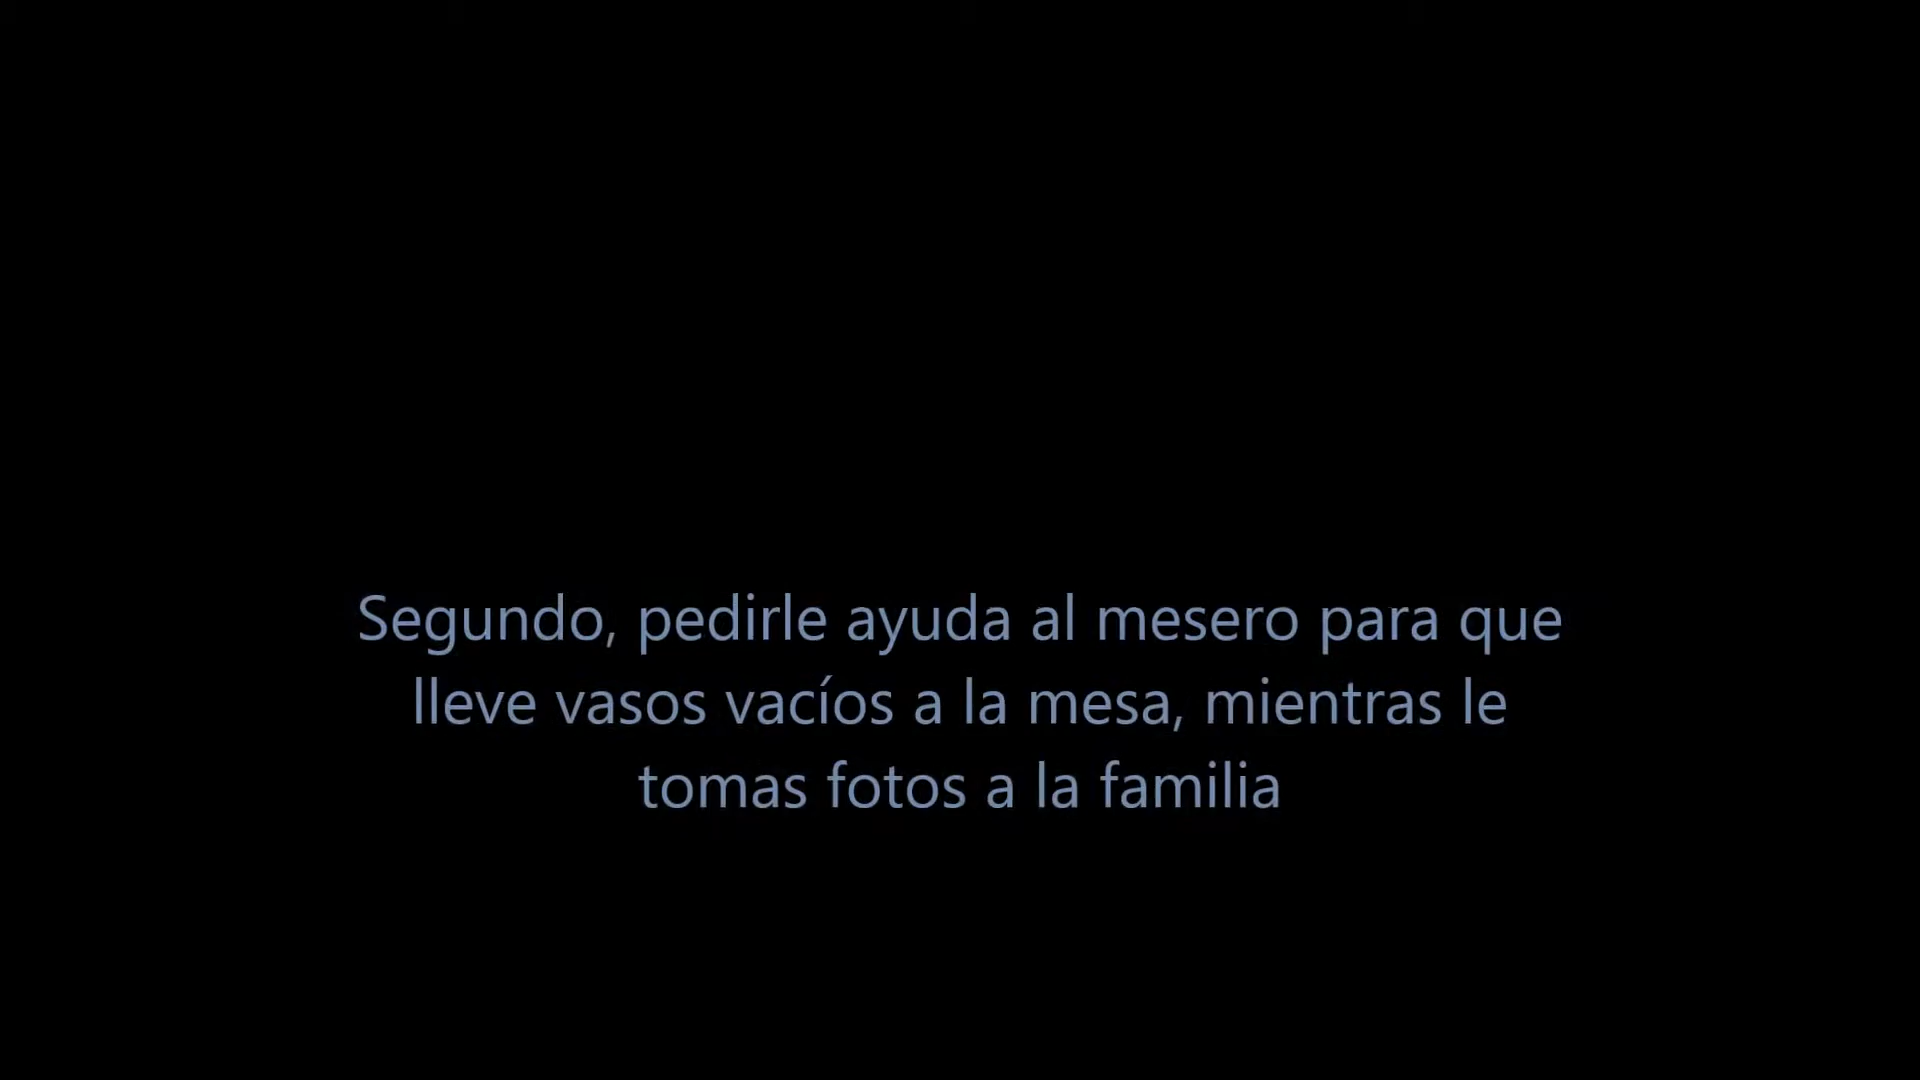 Segundo, pedirle ayuda al mesero para que
lleve vasos vacíos a la mesa, mientras le
tomas fotos a la familia